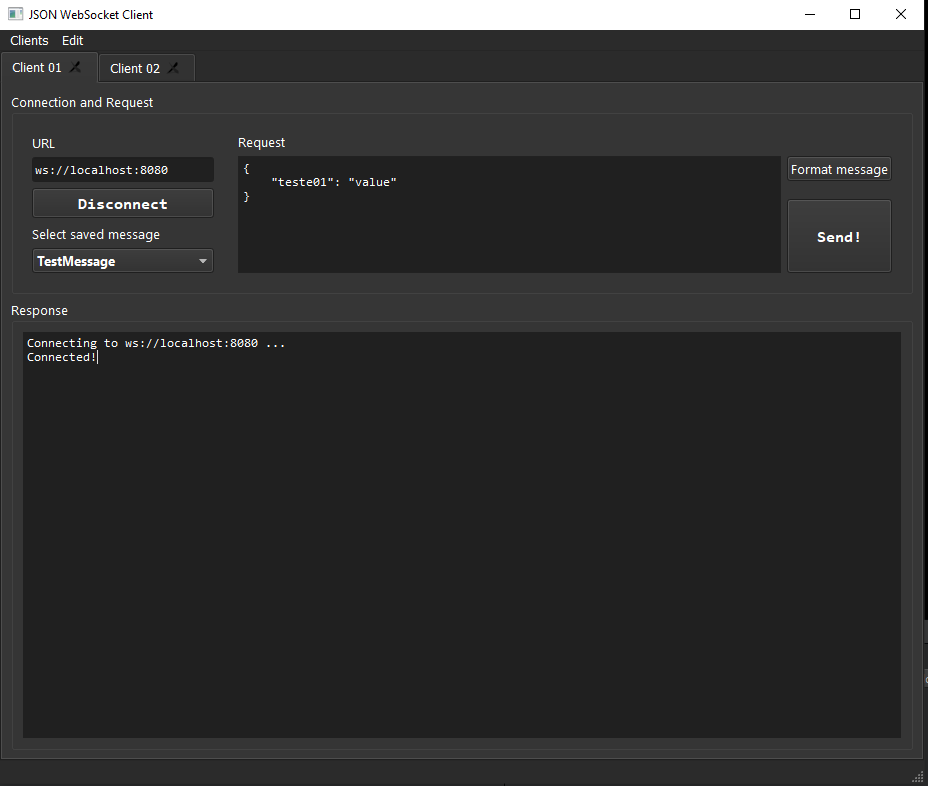 JSON WebSocket Client
Clients Edit
Client 01 Client 02
Connection and Request
URL
ws://localhost:8080
Disconnect
Select saved message
TestMessage
Request
{
    "teste01": "value"
}
Format message
Send!
Response
Connecting to ws://localhost:8080 ...
Connected!